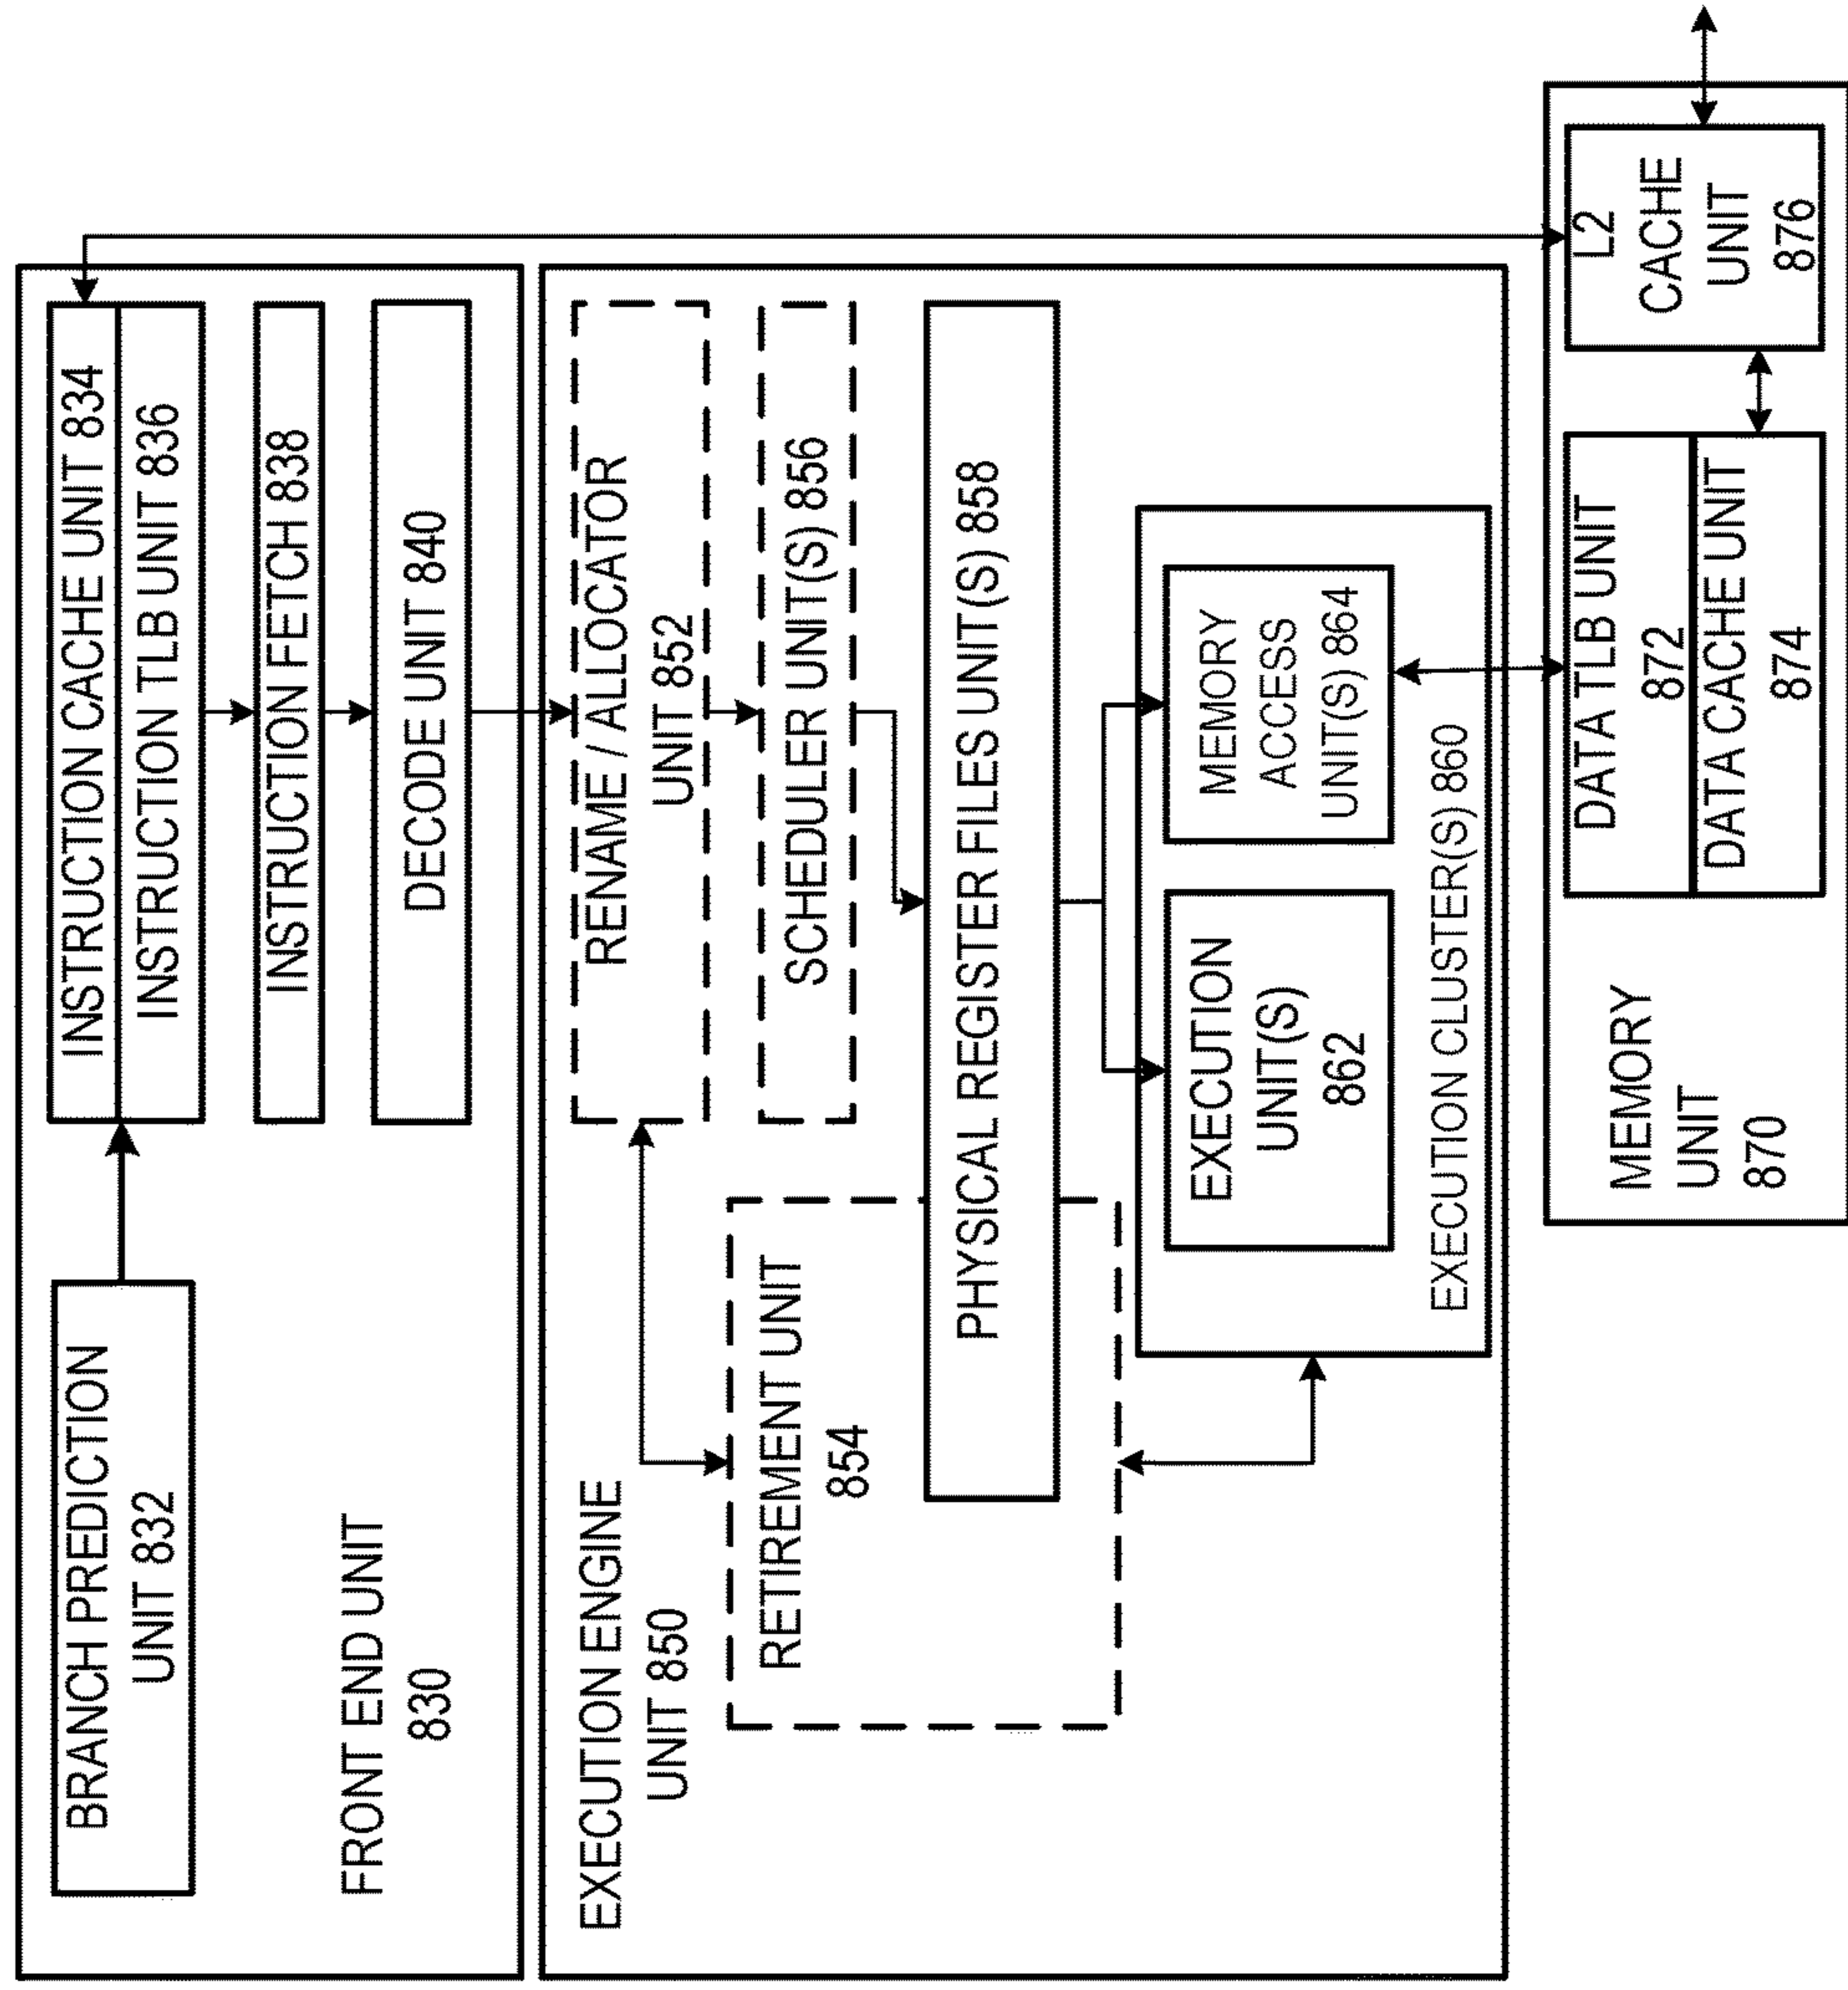 BRANCH PREDICTION
UNIT 832
INSTRUCTION CACHE UNIT 834
INSTRUCTION TLB UNIT 836
INSTRUCTION FETCH 838
FRONT END UNIT
830
DECODE UNIT 840
EXECUTION ENGINE
UNIT 850
RENAME / ALLOCATOR
UNIT 852
RETIREMENT UNIT
854
SCHEDULER UNIT(S) 856
PHYSICAL REGISTER FILES UNIT(S) 858
EXECUTION
UNIT(S)
862
MEMORY
ACCESS
UNIT(S) 864
EXECUTION CLUSTER(S) 860
MEMORY
UNIT
870
DATA TLB UNIT
872
DATA CACHE UNIT
874
L2
CACHE
UNIT
876